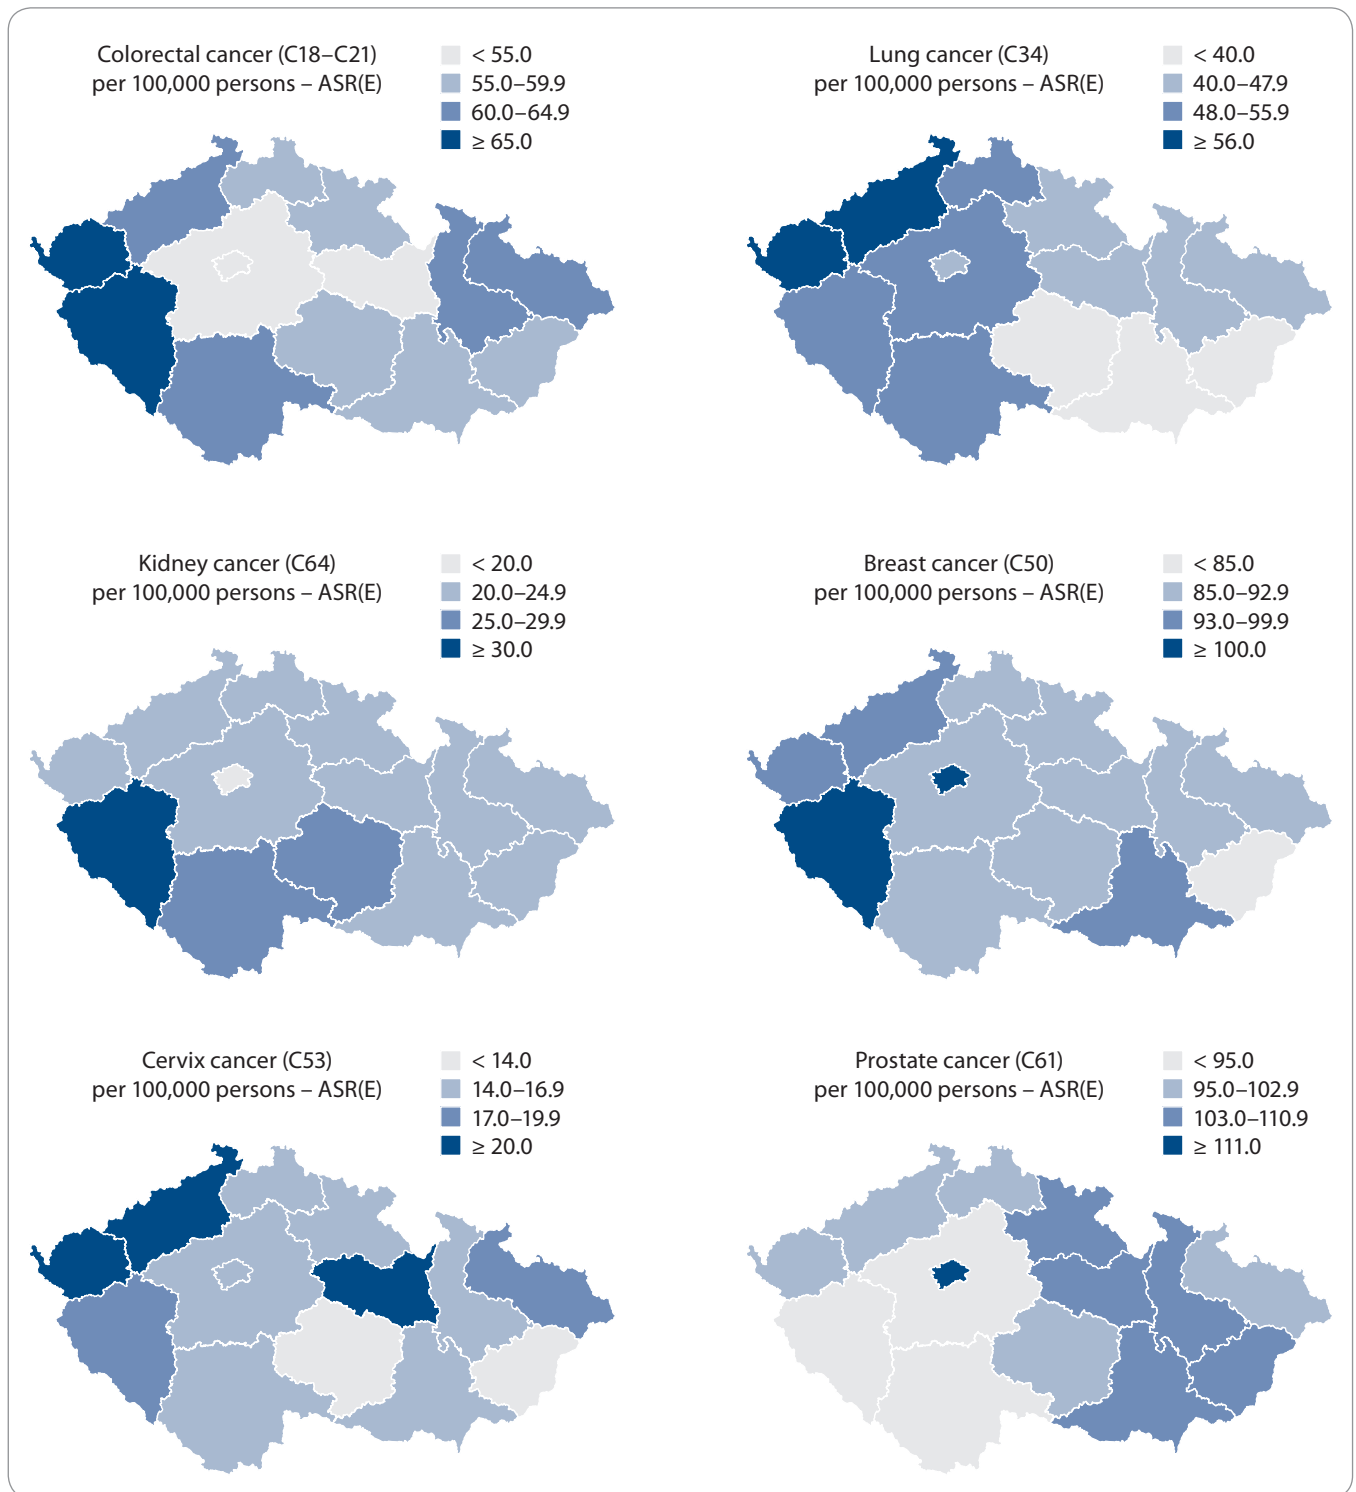 Colorectal cancer (C18–C21)
per 100,000 persons – ASR(E)
< 55.0
55.0–59.9
60.0–64.9
≥ 65.0
Lung cancer (C34)
per 100,000 persons – ASR(E)
< 40.0
40.0–47.9
48.0–55.9
≥ 56.0
Kidney cancer (C64)
per 100,000 persons – ASR(E)
< 20.0
20.0–24.9
25.0–29.9
≥ 30.0
Breast cancer (C50)
per 100,000 persons – ASR(E)
< 85.0
85.0–92.9
93.0–99.9
≥ 100.0
Cervix cancer (C53)
per 100,000 persons – ASR(E)
< 14.0
14.0–16.9
17.0–19.9
≥ 20.0
Prostate cancer (C61)
per 100,000 persons – ASR(E)
< 95.0
95.0–102.9
103.0–110.9
≥ 111.0